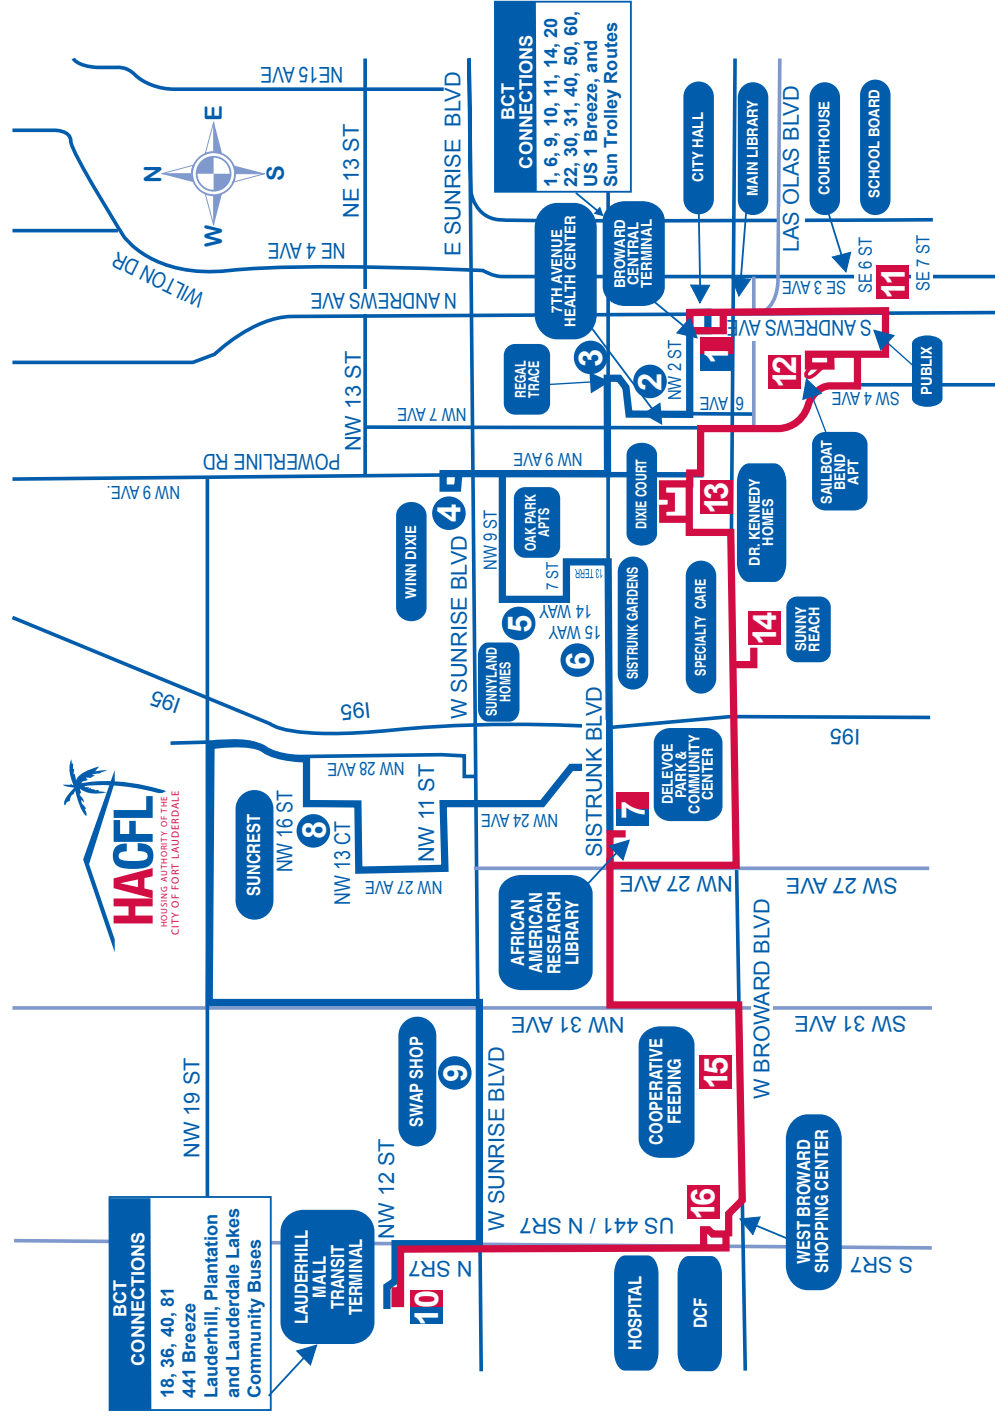 BCT
CONNECTIONS
18, 36, 40, 81
441 Breeze
Lauderhill, Plantation
and Lauderdale Lakes
Community Buses
LAUDERHILL
MALL
TRANSIT
TERMINAL
10
NW 12 ST
N SR7
NW 19 ST
HACFL
HOUSING AUTHORITY OF THE
CITY OF FORT LAUDERDALE
SUNCREST
NW 16 ST
8
NW 13 CT
NW 27 AVE
NW 11 ST
NW 28 AVE
NW 24 AVE
I95
I95
I95
SWAP SHOP
9
W SUNRISE BLVD
NW 31 AVE
SW 31 AVE
HOSPITAL
DCF
US 441 / N SR7
S SR7
16
WEST BROWARD
SHOPPING CENTER
COOPERATIVE
FEEDING
15
W BROWARD BLVD
AFRICAN
AMERICAN
RESEARCH
LIBRARY
SISTRUNK BLVD
7
DELEVOE
PARK &
COMMUNITY
CENTER
NW 27 AVE
SW 27 AVE
WINN DIXIE
4
W SUNRISE BLVD
SUNNYLAND
HOMES
5
6
14 WAY
15 WAY
7 ST
13 TERR
NW 9 ST
OAK PARK
APTS
SISTRUNK GARDENS
SPECIALTY CARE
14
SUNNY
REACH
DIXIE COURT
13
DR. KENNEDY
HOMES
NW 9 AVE.
POWERLINE RD
NW 9 AVE
NW 7 AVE
NW 13 ST
NE 13 ST
N ANDREWS AVE
NE 4 AVE
WILTON DR
NE15 AVE
N
E
S
W
E SUNRISE BLVD
REGAL
TRACE
3
2
7TH AVENUE
HEALTH CENTER
BROWARD
CENTRAL
TERMINAL
BCT
CONNECTIONS
1, 6, 9, 10, 11, 14, 20
22, 30, 31, 40, 50, 60,
US 1 Breeze, and
Sun Trolley Routes
NW 2 ST
6 AVE
1
CITY HALL
MAIN LIBRARY
LAS OLAS BLVD
COURTHOUSE
SCHOOL BOARD
SE 6 ST
11
SE 7 ST
SE 3 AVE
S ANDREWS AVE
12
SW 4 AVE
PUBLIX
SAILBOAT
BEND
APT